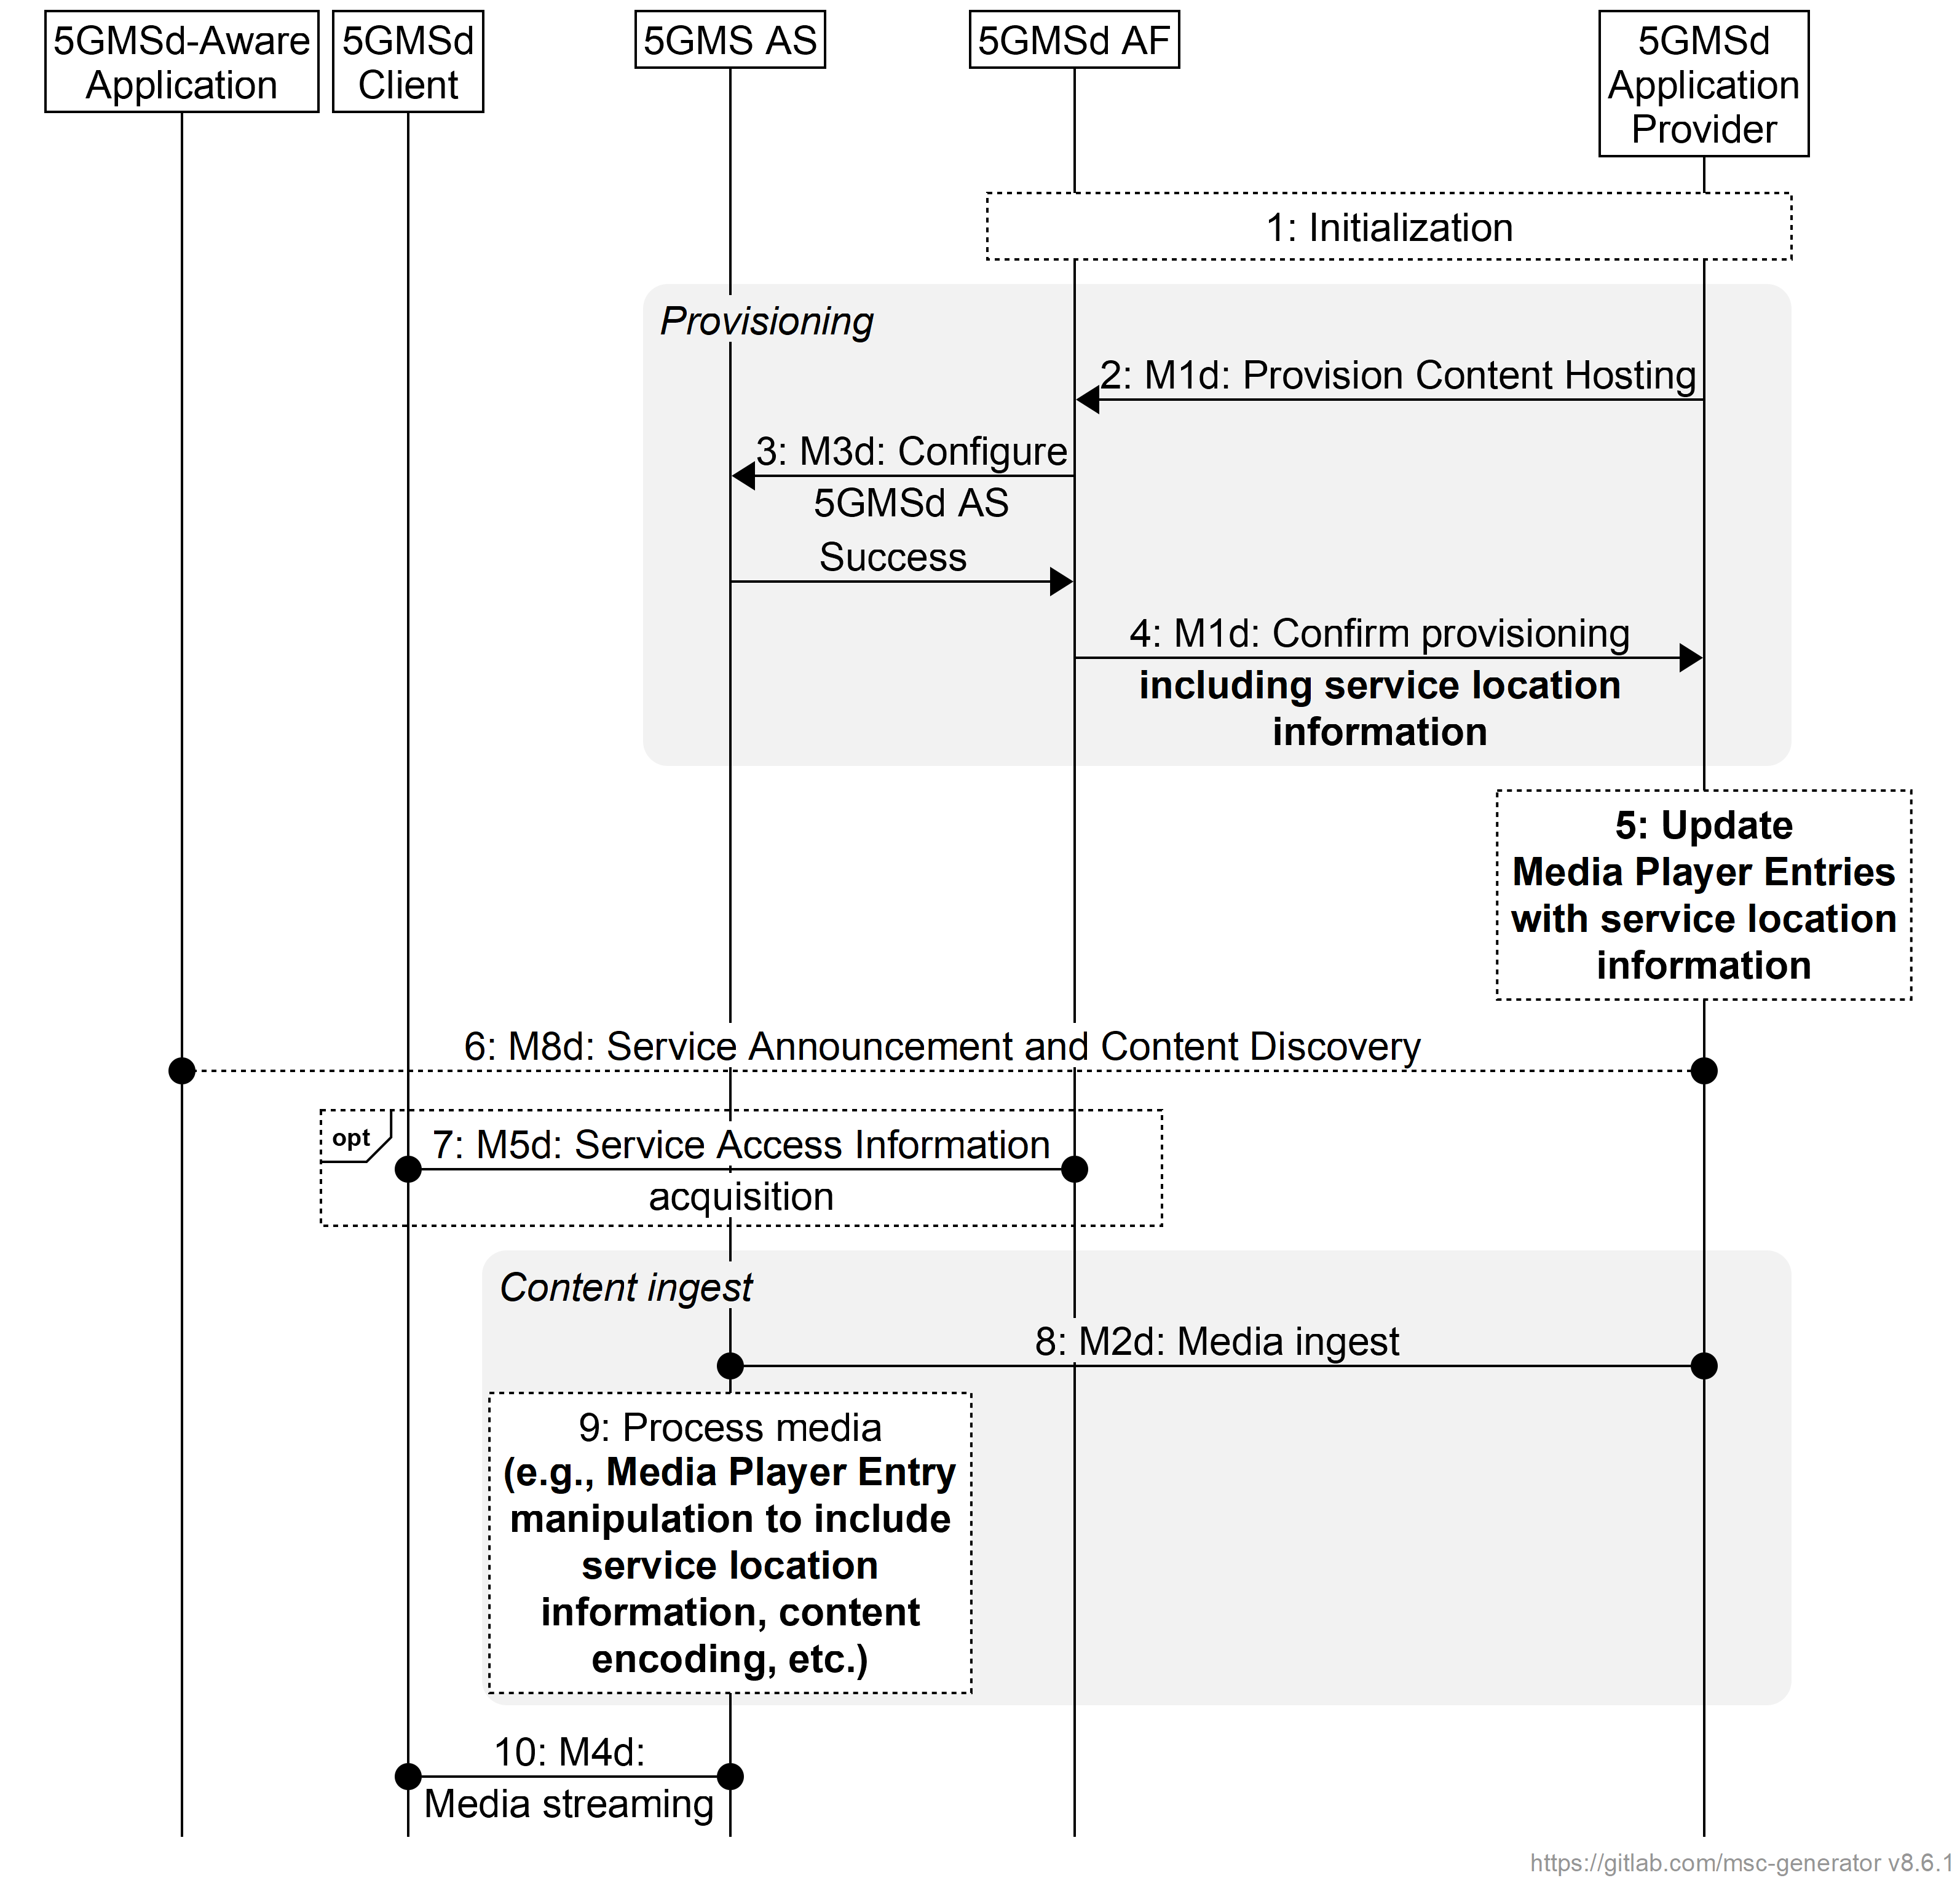 5GMSd-Aware
Application
5GMSd
Client
5GMS AS
5GMSd AF
5GMSd
Application
Provider
1: Initialization
Provisioning
2: M1d: Provision Content Hosting
3: M3d: Configure
5GMSd AS
Success
4: M1d: Confirm provisioning
including service location
information
5: Update
Media Player Entries
with service location
information
6: M8d: Service Announcement and Content Discovery
opt
7: M5d: Service Access Information
acquisition
Content ingest
8: M2d: Media ingest
9: Process media
(e.g., Media Player Entry
manipulation to include
service location
information, content
encoding, etc.)
10: M4d:
Media streaming
https://gitlab.com/msc-generator v8.6.1